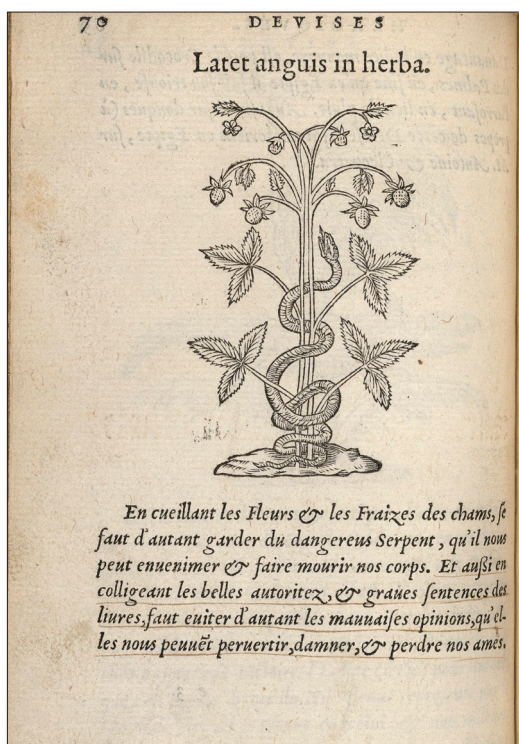 70 DEVISES
Latet anguis in herba.
En cueillant les Fleurs & les Fraizes des chams, ſe
faut d'autant garder du dangereus Serpent, qu'il nous
peut enuenimer & faire mourir nos corps. Et außi en
colligeant les belles autoritez, & graues ſentences des
liures, faut euiter d'autant les mauuaiſes opinions, qu'el-
les nous peuuẽt peruertir, damner, & perdre nos ames.